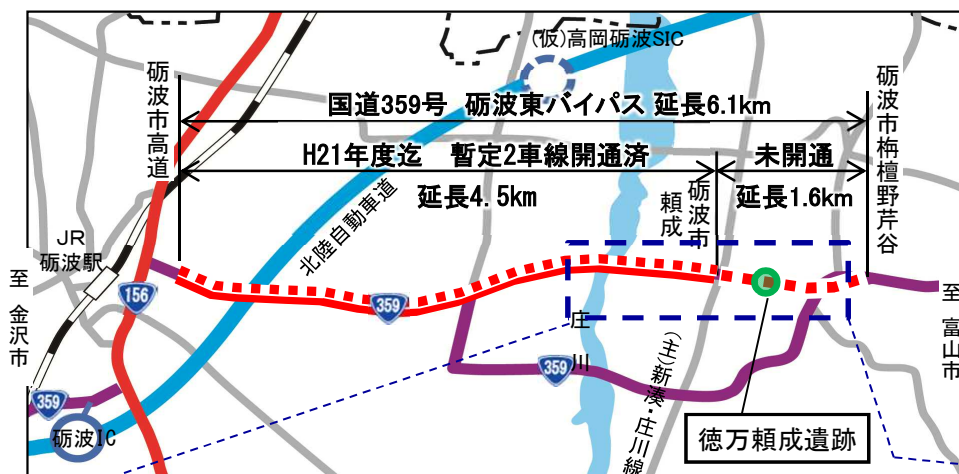 (仮)高岡砺波SIC
国道359号 砺波東バイパス 延長6.1km
H21年度迄 暫定2車線開通済
未開通
延長4.5km
延長1.6km
砺波市高道
砺波市頼成
砺波市栴檀野芹谷
北陸自動車道
JR
砺波駅
至 金沢市
156
359
庄川
359
至 富山市
359
砺波IC
(主)新湊・庄川線
徳万頼成遺跡